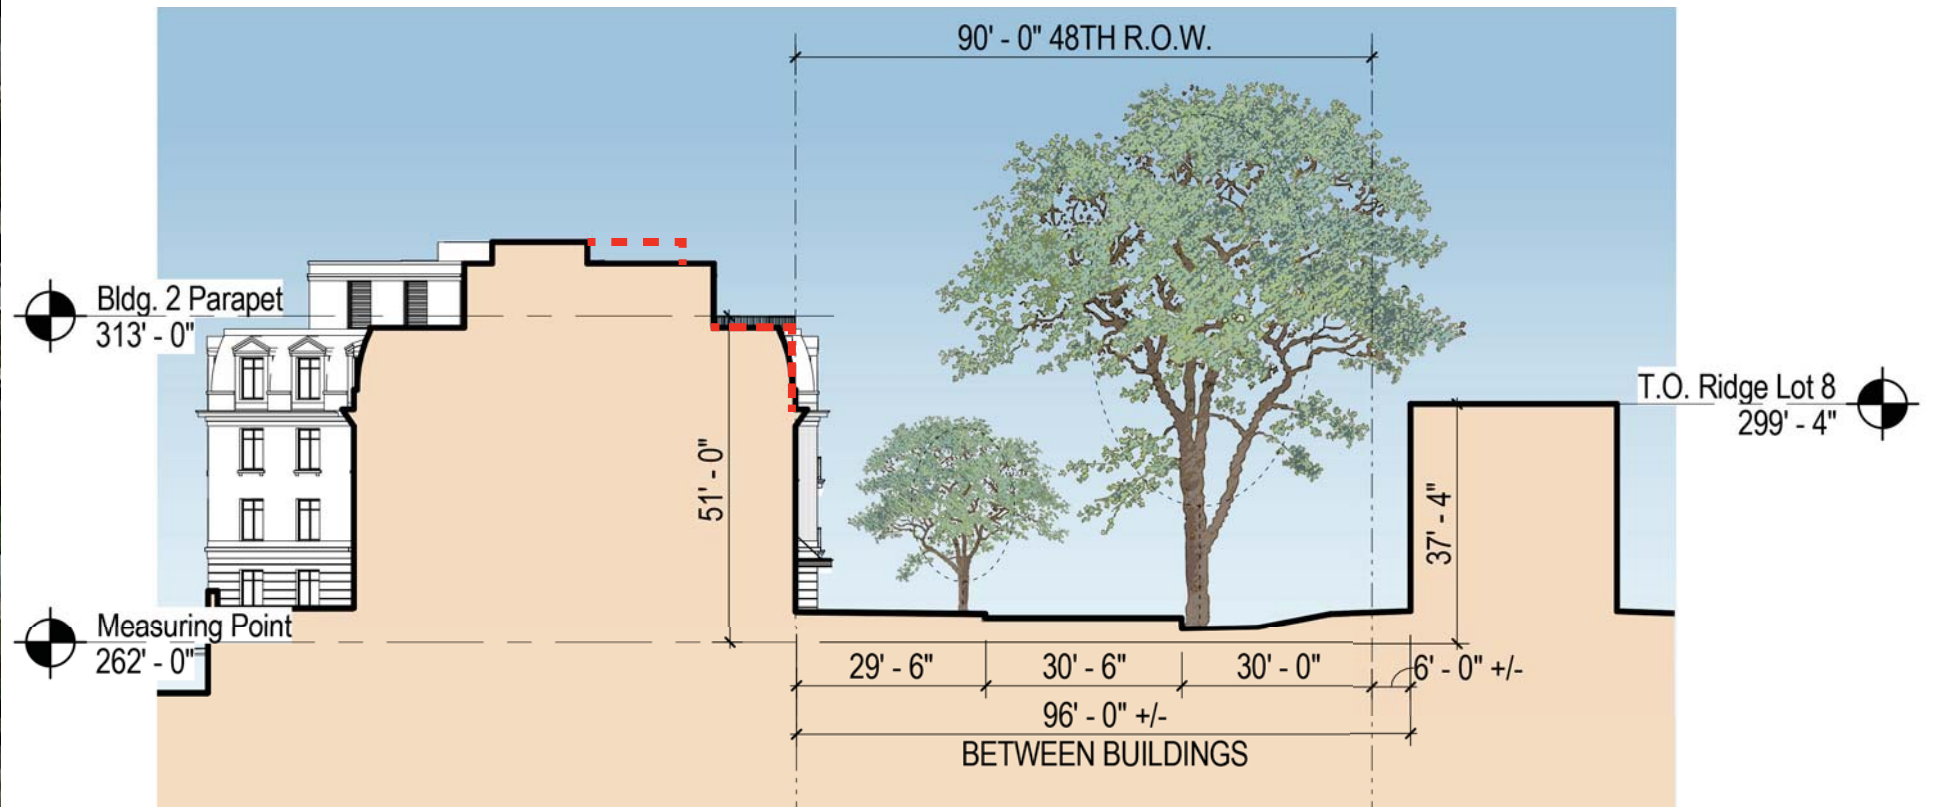 90' - 0" 48TH R.O.W.
Bldg. 2 Parapet
313' - 0"
T.O. Ridge Lot 8
299' - 4"
51' - 0"
37' - 4"
Measuring Point
262' - 0"
29' - 6"
30' - 6"
30' - 0"
6' - 0" +/-
96' - 0" +/-
BETWEEN BUILDINGS